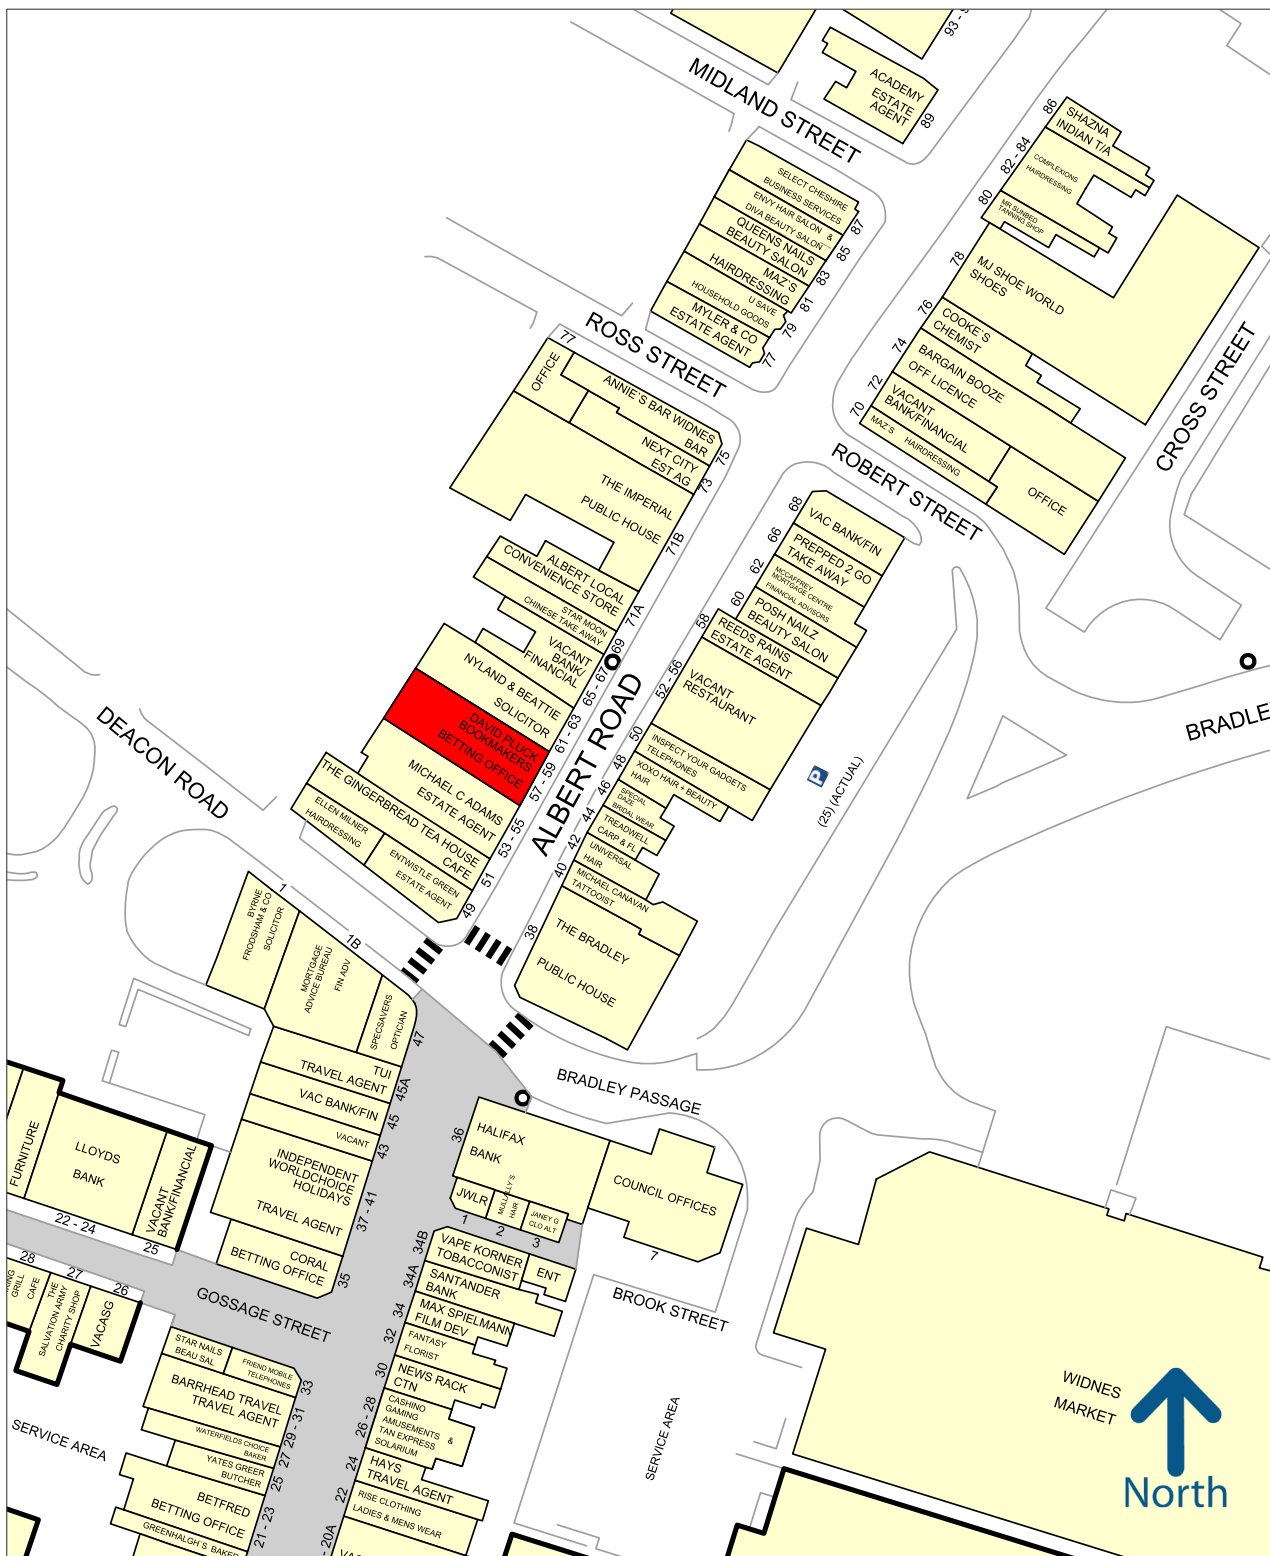 93 - 9
MIDLAND STREET
ACADEMY
ESTATE
AGENT
89
86
SHAZNA
INDIAN T/A
82 - 84
COMPLEXIONS
HAIRDRESSING
80
MR SUNBED
TANNING SHOP
SELECT CHESHIRE
BUSINESS SERVICES
87
ENVY HAIR SALON &
DIVA BEAUTY SALON
85
QUEENS NAILS
BEAUTY SALON
83
MAZ'S
HAIRDRESSING
81
U SAVE
HOUSEHOLD GOODS
79
MYLER & CO
ESTATE AGENT
77
78
MJ SHOE WORLD
SHOES
76
COOKE'S
CHEMIST
74
BARGAIN BOOZE
OFF LICENCE
72
VACANT
BANK/FINANCIAL
70
MAZ'S HAIRDRESSING
OFFICE
CROSS STREET
ROSS STREET
ROBERT STREET
77
OFFICE
ANNIE'S BAR WIDNES
BAR
75
NEXT CITY
EST AG
73
THE IMPERIAL
PUBLIC HOUSE
71B
ALBERT LOCAL
CONVENIENCE STORE
71A
STAR MOON
CHINESE TAKE AWAY
69
VACANT
BANK/
FINANCIAL
65 - 67
NYLAND & BEATTIE
SOLICITOR
61 - 63
DAVID PLUCK
BOOKMAKERS
BETTING OFFICE
57 - 59
MICHAEL C ADAMS
ESTATE AGENT
53 - 55
THE GINGERBREAD TEA HOUSE
CAFE
51
ELLEN MILNER
HAIRDRESSING
ENTWISTLE GREEN
ESTATE AGENT
49
ALBERT ROAD
68
VAC BANK/FIN
66
PREPPED 2 GO
TAKE AWAY
62
MCCAFFREY
MORTGAGE CENTRE
FINANCIAL ADVISORS
60
POSH NAILZ
BEAUTY SALON
58
REEDS RAINS
ESTATE AGENT
52 - 56
VACANT
RESTAURANT
50
INSPECT YOUR GADGETS
TELEPHONES
48
XOXO HAIR + BEAUTY
HAIR
46
SPECIAL
DAZE
BRIDAL WEAR
44
TREADWELL
CARP & FL
42
UNIVERSAL
HAIR
40
MICHAEL CANAVAN
TATTOOIST
38
THE BRADLEY
PUBLIC HOUSE
P
(25) (ACTUAL)
BRADLE
DEACON ROAD
1
BYRNE
FRODSHAM & CO
SOLICITOR
1B
MORTGAGE
ADVICE BUREAU
FIN ADV
SPECSAVERS
OPTICIAN
47
TUI
TRAVEL AGENT
45A
VAC BANK/FIN
45
VACANT
43
INDEPENDENT
WORLDCHOICE
HOLIDAYS
TRAVEL AGENT
37 - 41
CORAL
BETTING OFFICE
35
BRADLEY PASSAGE
36
HALIFAX
BANK
JWLR
1
MULLALLY'S
HAIR
2
JANEY G
CLO ALT
3
COUNCIL OFFICES
7
FURNITURE
LLOYDS
BANK
VACANT
BANK/FINANCIAL
22 - 24
25
28
27
26
GRILL
CAFE
THE
SALVATION ARMY
CHARITY SHOP
VACASG
GOSSAGE STREET
34B
VAPE KORNER
TOBACCONIST
ENT
34A
SANTANDER
BANK
34
MAX SPIELMANN
FILM DEV
32
FANTASY
FLORIST
30
NEWS RACK
CTN
26 - 28
CASHINO
GAMING
AMUSEMENTS &
TAN EXPRESS
SOLARIUM
24
HAYS
TRAVEL AGENT
22
RISE CLOTHING
LADIES & MENS WEAR
- 20A
BROOK STREET
SERVICE AREA
STAR NAILS
BEAU SAL
FRIEND MOBILE
TELEPHONES
33
BARRHEAD TRAVEL
TRAVEL AGENT
29 - 31
WATERFIELDS CHOICE
BAKER
27
YATES GREER
BUTCHER
25
BETFRED
BETTING OFFICE
21 - 23
GREENHALGH'S BAKER
SERVICE AREA
WIDNES
MARKET
North